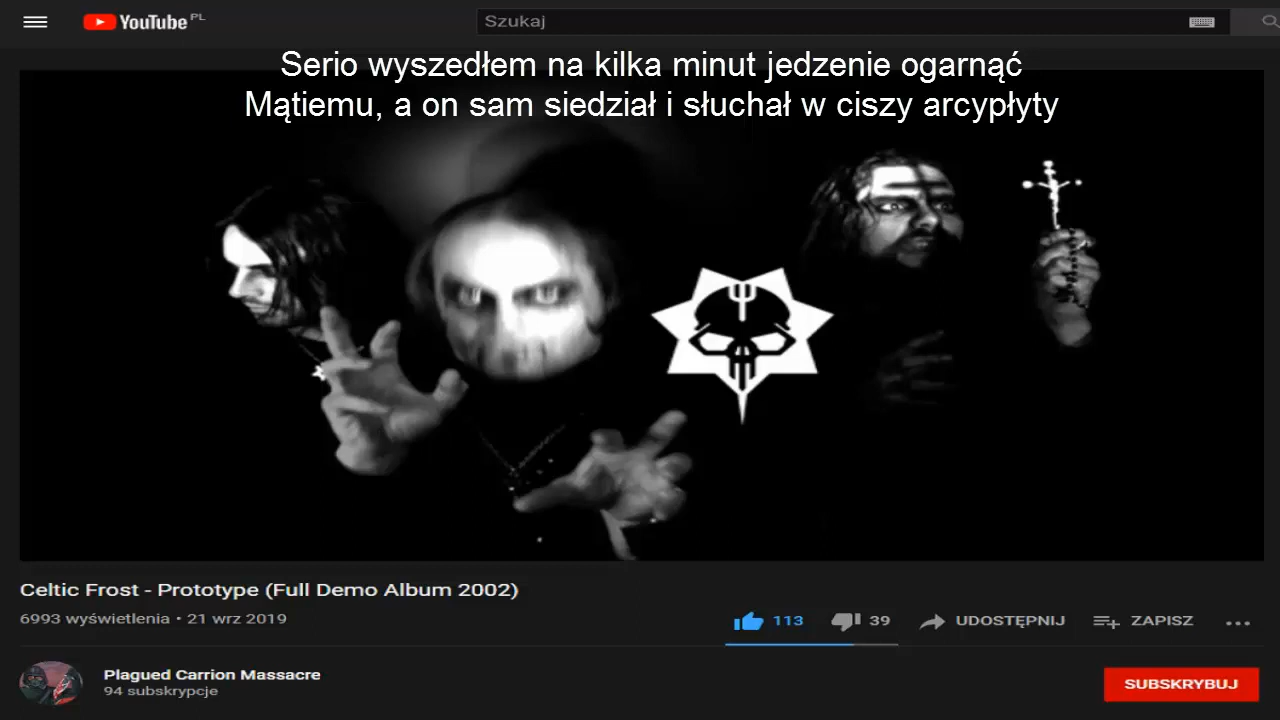 YouTube PL
Szukaj
Serio wyszedłem na kilka minut jedzenie ogarnąć
Mątiemu, a on sam siedział i słuchał w ciszy arcypłyty
Celtic Frost - Prototype (Full Demo Album 2002)
6993 wyświetlenia • 21 wrz 2019
113
39
UDOSTĘPNIJ
ZAPISZ
Plagued Carrion Massacre
94 subskrypcje
SUBSKRYBUJ